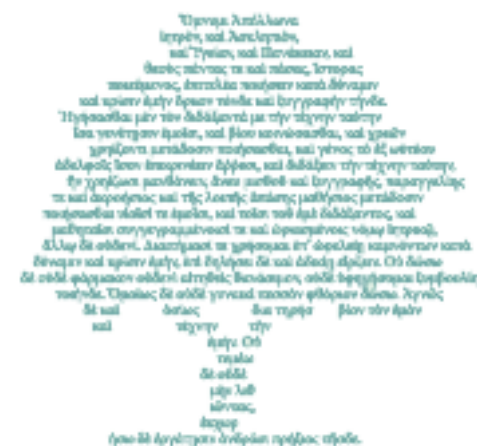 Ὄμνυμι Ἀπόλλωνα
ἰητρὸν, καὶ Ἀσκληπιὸν,
καὶ Ὑγείαν, καὶ Πανάκειαν, καὶ
θεοὺς πάντας τε καὶ πάσας, ἵστορας
ποιεύμενος, ἐπιτελέα ποιήσειν κατὰ δύναμιν
καὶ κρίσιν ἐμὴν ὅρκον τόνδε καὶ ξυγγραφὴν τήνδε.
Ἡγήσασθαι μὲν τὸν διδάξαντά με τὴν τέχνην ταύτην
ἴσα γενέτῃσιν ἐμοῖσι, καὶ βίου κοινώσασθαι, καὶ χρεῶν
χρηΐζοντι μετάδοσιν ποιήσασθαι, καὶ γένος τὸ ἐξ ωὐτέου
ἀδελφοῖς ἴσον ἐπικρινέειν ἄῤῥεσι, καὶ διδάξειν τὴν τέχνην ταύτην,
ἢν χρηΐζωσι μανθάνειν, ἄνευ μισθοῦ καὶ ξυγγραφῆς, παραγγελίης
τε καὶ ἀκροήσιος καὶ τῆς λοιπῆς ἁπάσης μαθήσιος μετάδοσιν
ποιήσασθαι υἱοῖσί τε ἐμοῖσι, καὶ τοῖσι τοῦ ἐμὲ διδάξαντος, καὶ
μαθηταῖσι συγγεγραμμένοισί τε καὶ ὡρκισμένοις νόμῳ ἰητρικῷ,
ἄλλῳ δὲ οὐδενί. Διαιτήμασί τε χρήσομαι ἐπ' ὠφελείῃ καμνόντων κατὰ
δύναμιν καὶ κρίσιν ἐμὴν, ἐπὶ δηλήσει δὲ καὶ ἀδικίῃ εἴρξειν. Οὐ δώσω
δὲ οὐδὲ φάρμακον οὐδενὶ αἰτηθεὶς θανάσιμον, οὐδὲ ὑφηγήσομαι ξυμβουλίην
τοιήνδε. Ὁμοίως δὲ οὐδὲ γυναικὶ πεσσὸν φθόριον δώσω. Ἁγνῶς
δὲ καὶ ὁσίως δια τηρήσ βίον τὸν ἐμὸν
καὶ τέχνην τὴν
ἐμήν. Οὐ
τεμέω
δὲ οὐδὲ
μὴν λιθ
ιῶντας,
ἐκχωρ
ήσω δὲ ἐργάτῃσιν ἀνδράσι πρήξιος τῆσδε.